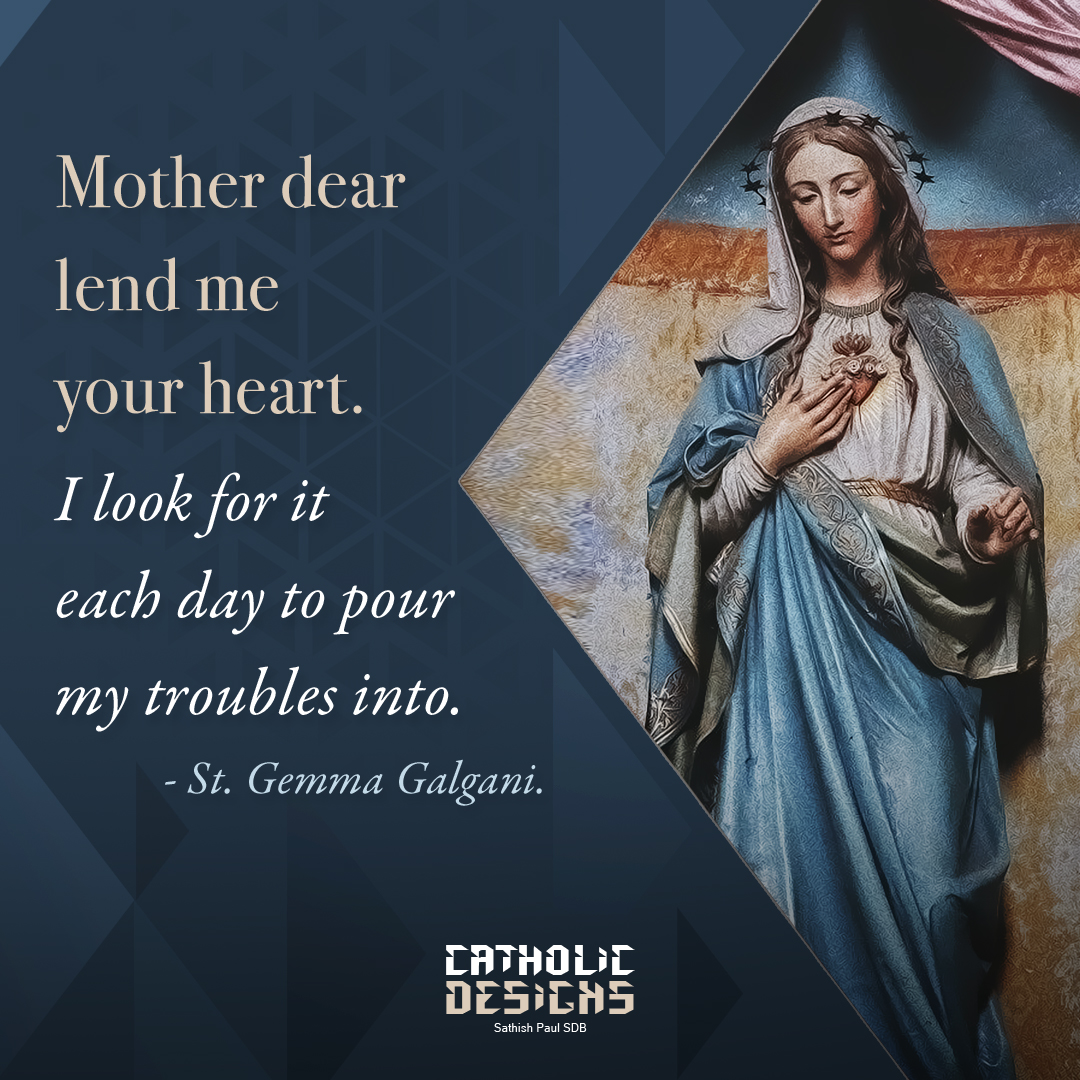 Mother dear
lend me
your heart.
I look for it
each day to pour
my troubles into.
- St. Gemma Galgani.
CATHOLIC
DESIGNS
Sathish Paul SDB